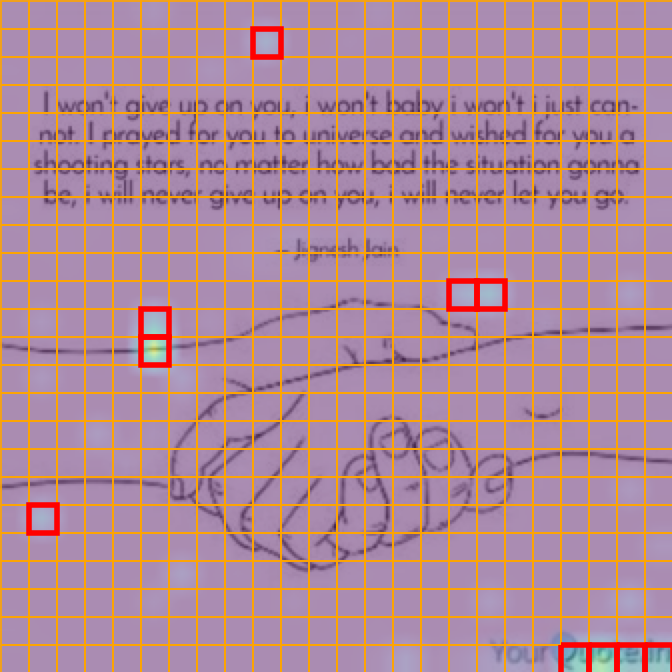 I won't give up on you, i won't baby i won't i just can-
not. I prayed for you to universe and wished for you a
shooting stars, no matter how bad the situation gonna
be, i will never give up on you, i will never let you go.
-- Jignesh Jain
YourQuote.in